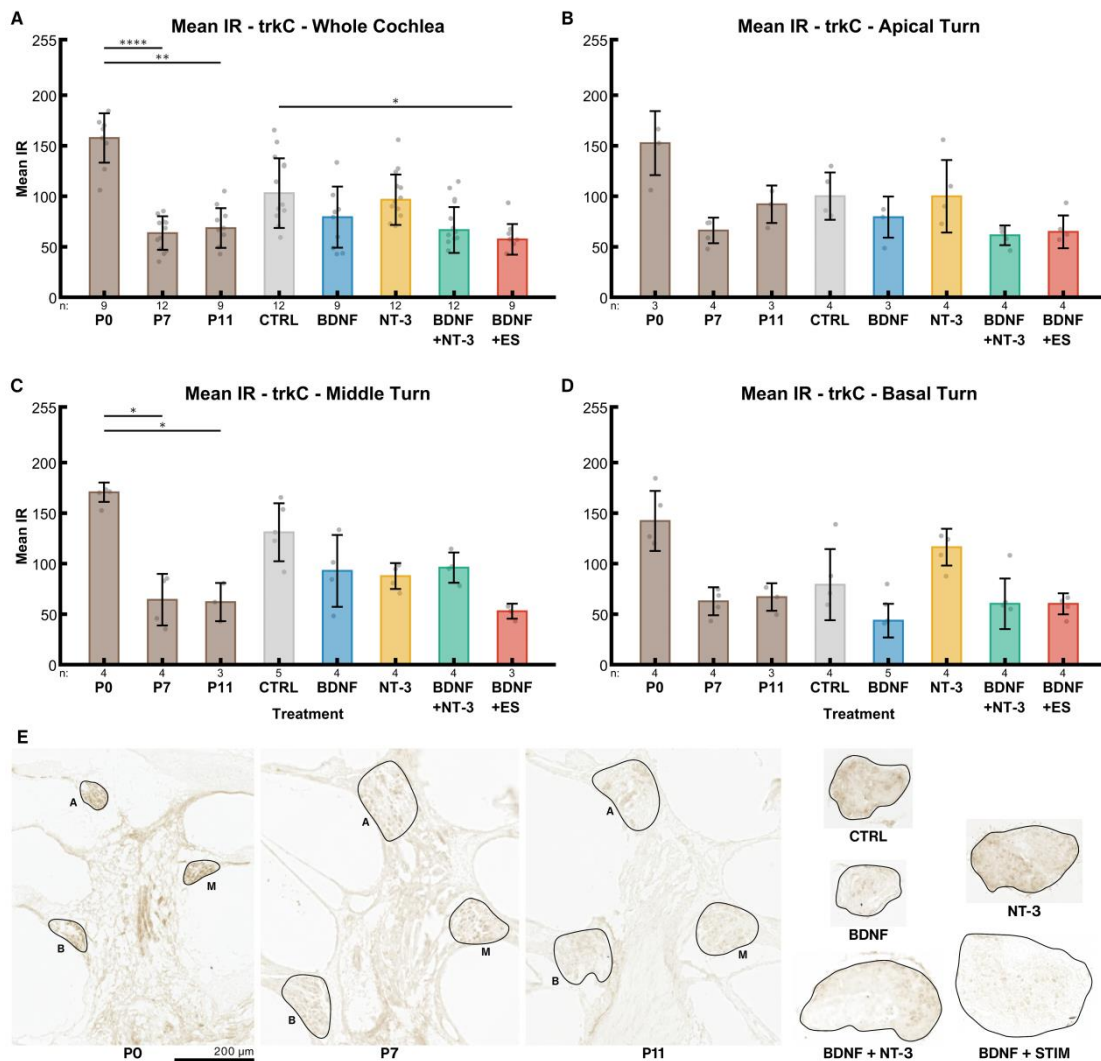 A
Mean IR - trkC - Whole Cochlea
Mean IR
255
200
150
100
50
0
****
**
*
n: 9 12 9 12 9 12 12 9
P0 P7 P11 CTRL BDNF NT-3 BDNF BDNF
+NT-3 +ES
B
Mean IR - trkC - Apical Turn
255
200
150
100
50
0
n: 3 4 3 4 3 4 4 4
P0 P7 P11 CTRL BDNF NT-3 BDNF BDNF
+NT-3 +ES
C
Mean IR - trkC - Middle Turn
Mean IR
255
200
150
100
50
0
*
*
n: 4 4 3 5 4 4 4 3
P0 P7 P11 CTRL BDNF NT-3 BDNF BDNF
+NT-3 +ES
Treatment
D
Mean IR - trkC - Basal Turn
255
200
150
100
50
0
n: 4 4 4 4 5 4 4 4
P0 P7 P11 CTRL BDNF NT-3 BDNF BDNF
+NT-3 +ES
Treatment
E
A
M
B
P0
200 µm
A
M
B
P7
A
M
B
P11
CTRL
BDNF
NT-3
BDNF + NT-3
BDNF + STIM